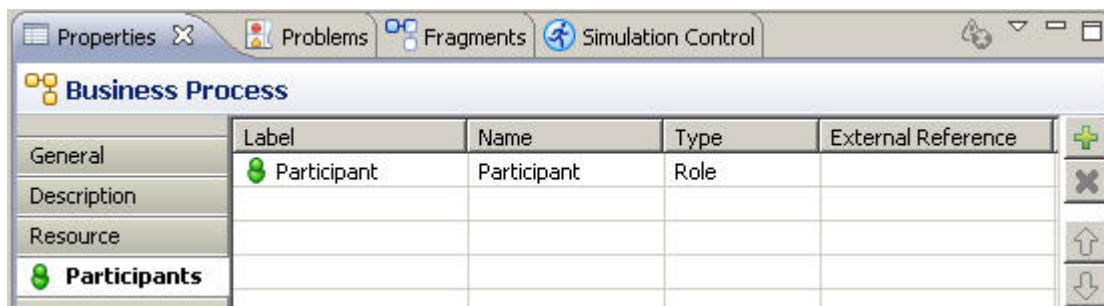 Properties Problems Fragments Simulation Control
Business Process
Label Name Type External Reference
General
Participant Participant Role
Description
Resource
Participants